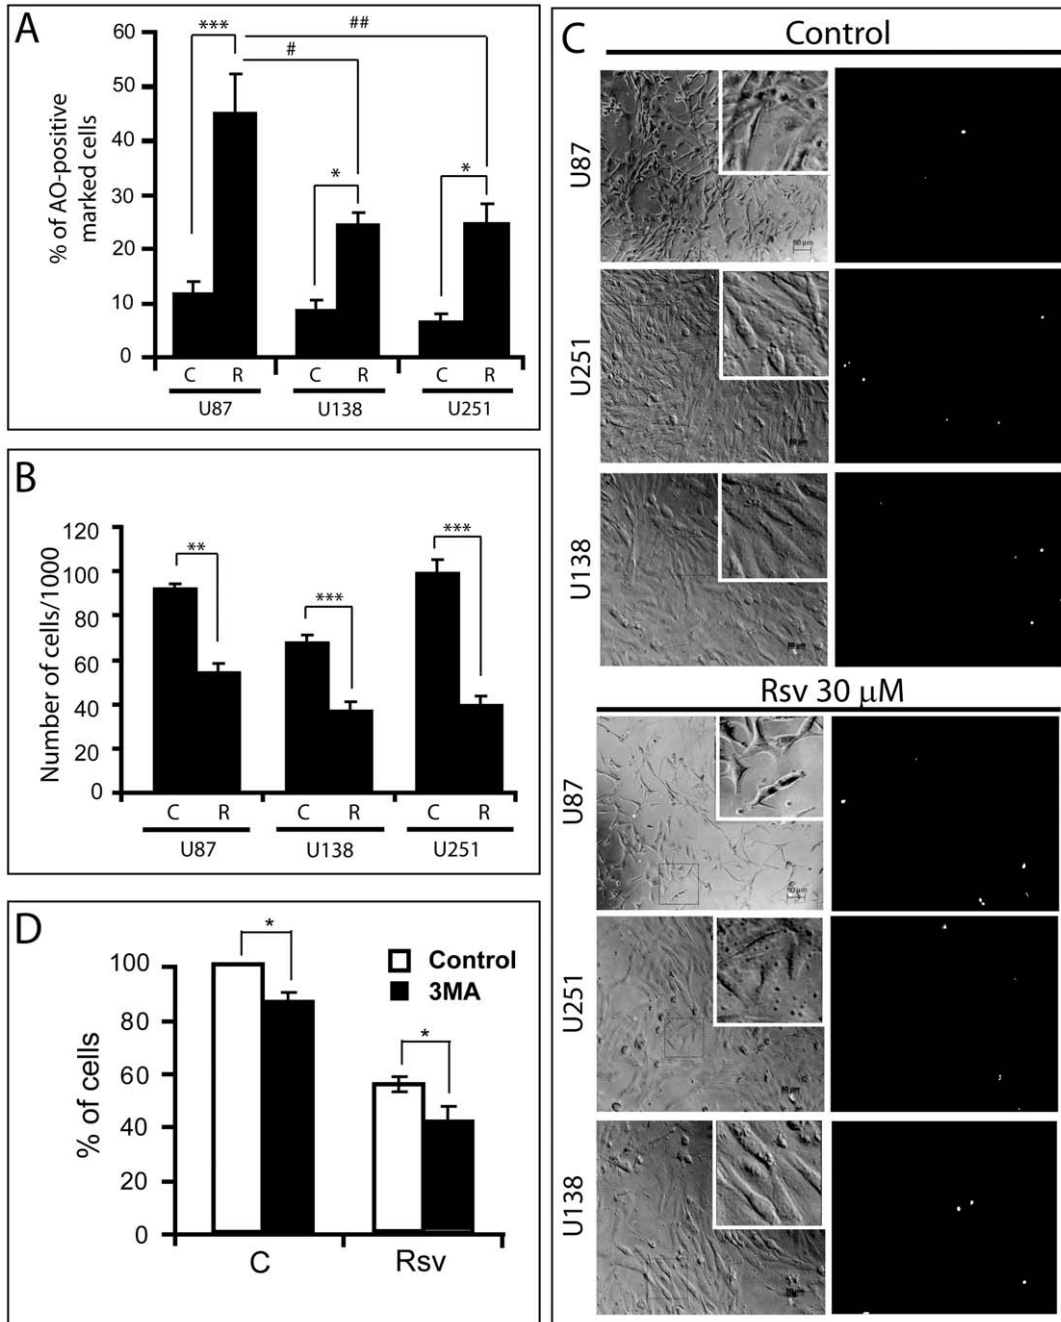 A
% of AO-positive
marked cells
60
50
40
30
20
10
0
***
##
#
*
*
C R C R C R
U87 U138 U251
B
Number of cells/1000
120
100
80
60
40
20
0
**
***
***
C R C R C R
U87 U138 U251
D
% of cells
100
80
60
40
20
0
*
*
Control
3MA
C Rsv
C
Control
U87
U251
U138
Rsv 30 µM
U87
U251
U138